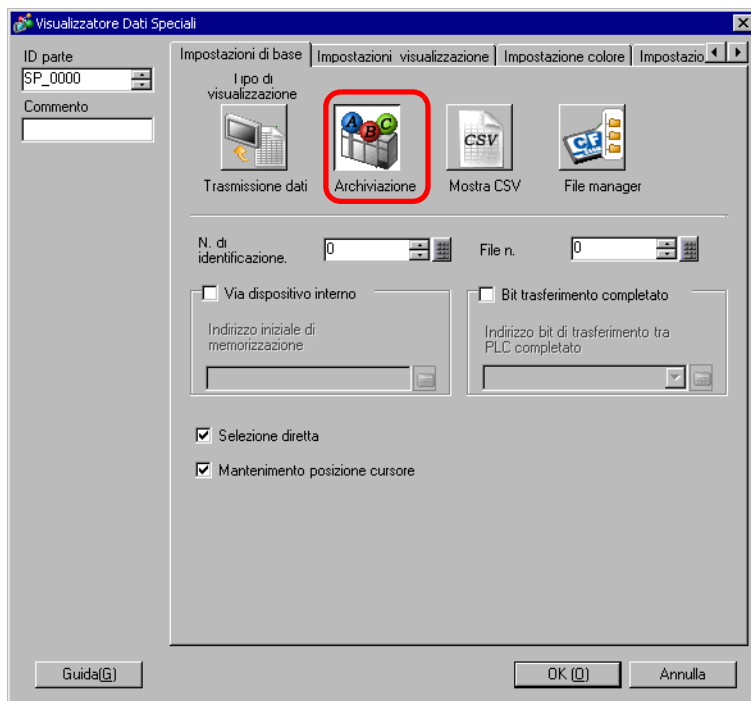 Visualizzatore Dati Speciali
ID parte
SP_0000
Commento
Impostazioni di base
Impostazioni visualizzazione
Impostazione colore
Impostazio
Tipo di
visualizzazione
A B C
CSV
CF
Trasmissione dati
Archiviazione
Mostra CSV
File manager
N. di
identificazione.
0
File n.
0
Via dispositivo interno
Bit trasferimento completato
Indirizzo iniziale di
memorizzazione
Indirizzo bit di trasferimento tra
PLC completato
Selezione diretta
Mantenimento posizione cursore
Guida(G)
OK (O)
Annulla